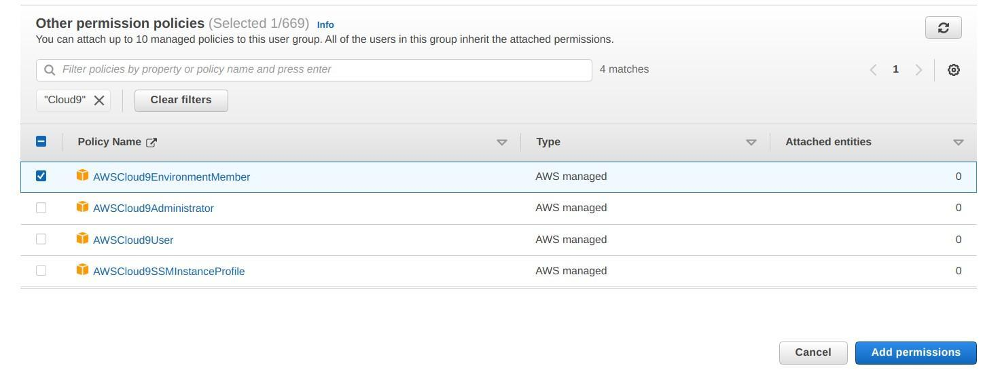 Other permission policies (Selected 1/669) Info
You can attach up to 10 managed policies to this user group. All of the users in this group inherit the attached permissions.
Filter policies by property or policy name and press enter 4 matches 1
"Cloud9" Clear filters
Policy Name Type Attached entities
AWSCloud9EnvironmentMember AWS managed 0
AWSCloud9Administrator AWS managed 0
AWSCloud9User AWS managed 0
AWSCloud9SSMInstanceProfile AWS managed 0
Cancel Add permissions